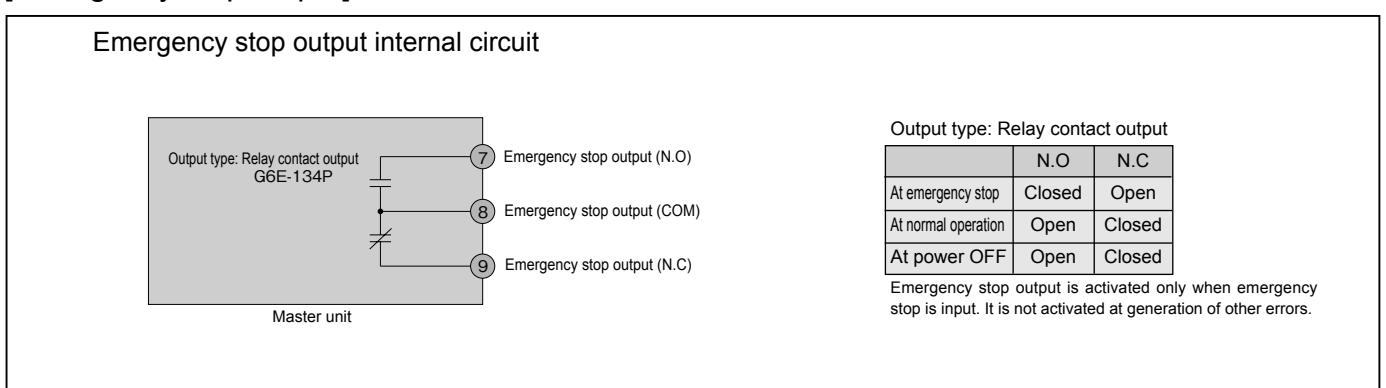 Emergency stop output internal circuit
Output type: Relay contact output
G6E-134P
7 Emergency stop output (N.O)
8 Emergency stop output (COM)
9 Emergency stop output (N.C)
Master unit
Output type: Relay contact output
N.O N.C
At emergency stop Closed Open
At normal operation Open Closed
At power OFF Open Closed
Emergency stop output is activated only when emergency
stop is input. It is not activated at generation of other errors.